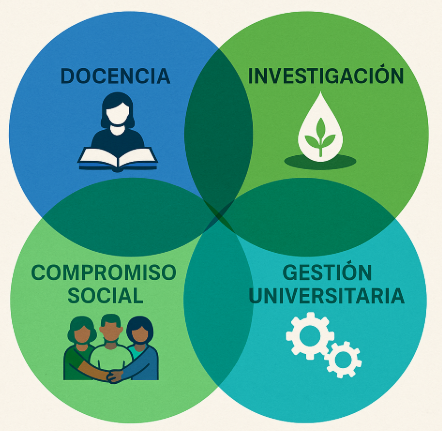 DOCENCIA
INVESTIGACIÓN
COMPROMISO
SOCIAL
GESTIÓN
UNIVERSITARIA